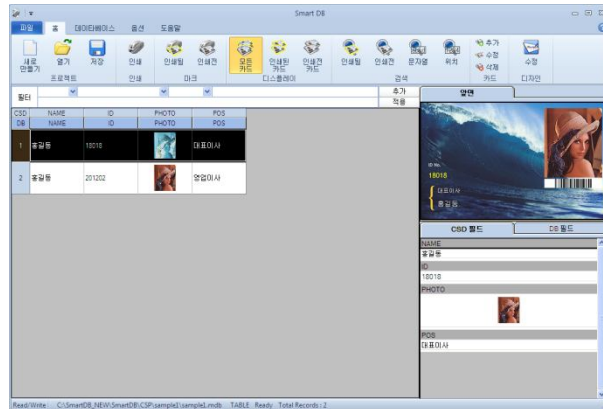 Smart DB
파일 홈 데이터베이스 옵션 도움말
새로 만들기 열기 저장 인쇄 인쇄됨 인쇄전 모든 카드 인쇄된 카드 인쇄전 카드 인쇄됨 인쇄전 문자열 위치 추가 수정 삭제 수정
프로젝트 인쇄 마크 디스플레이 검색 카드 디자인
필터 추가 적용
앞면
CSD NAME ID PHOTO POS
DB NAME ID PHOTO POS
1 홍길동 18018 대표이사
2 홍길동 201202 영업이사
ID No.
18018
대표이사
홍길동
CSD 필드 DB 필드
NAME
홍길동
ID
18018
PHOTO
POS
대표이사
Read/Write C:\SmartDB_NEW\SmartDB\CSP\sample1\sample1.mdb TABLE Ready Total Records : 2